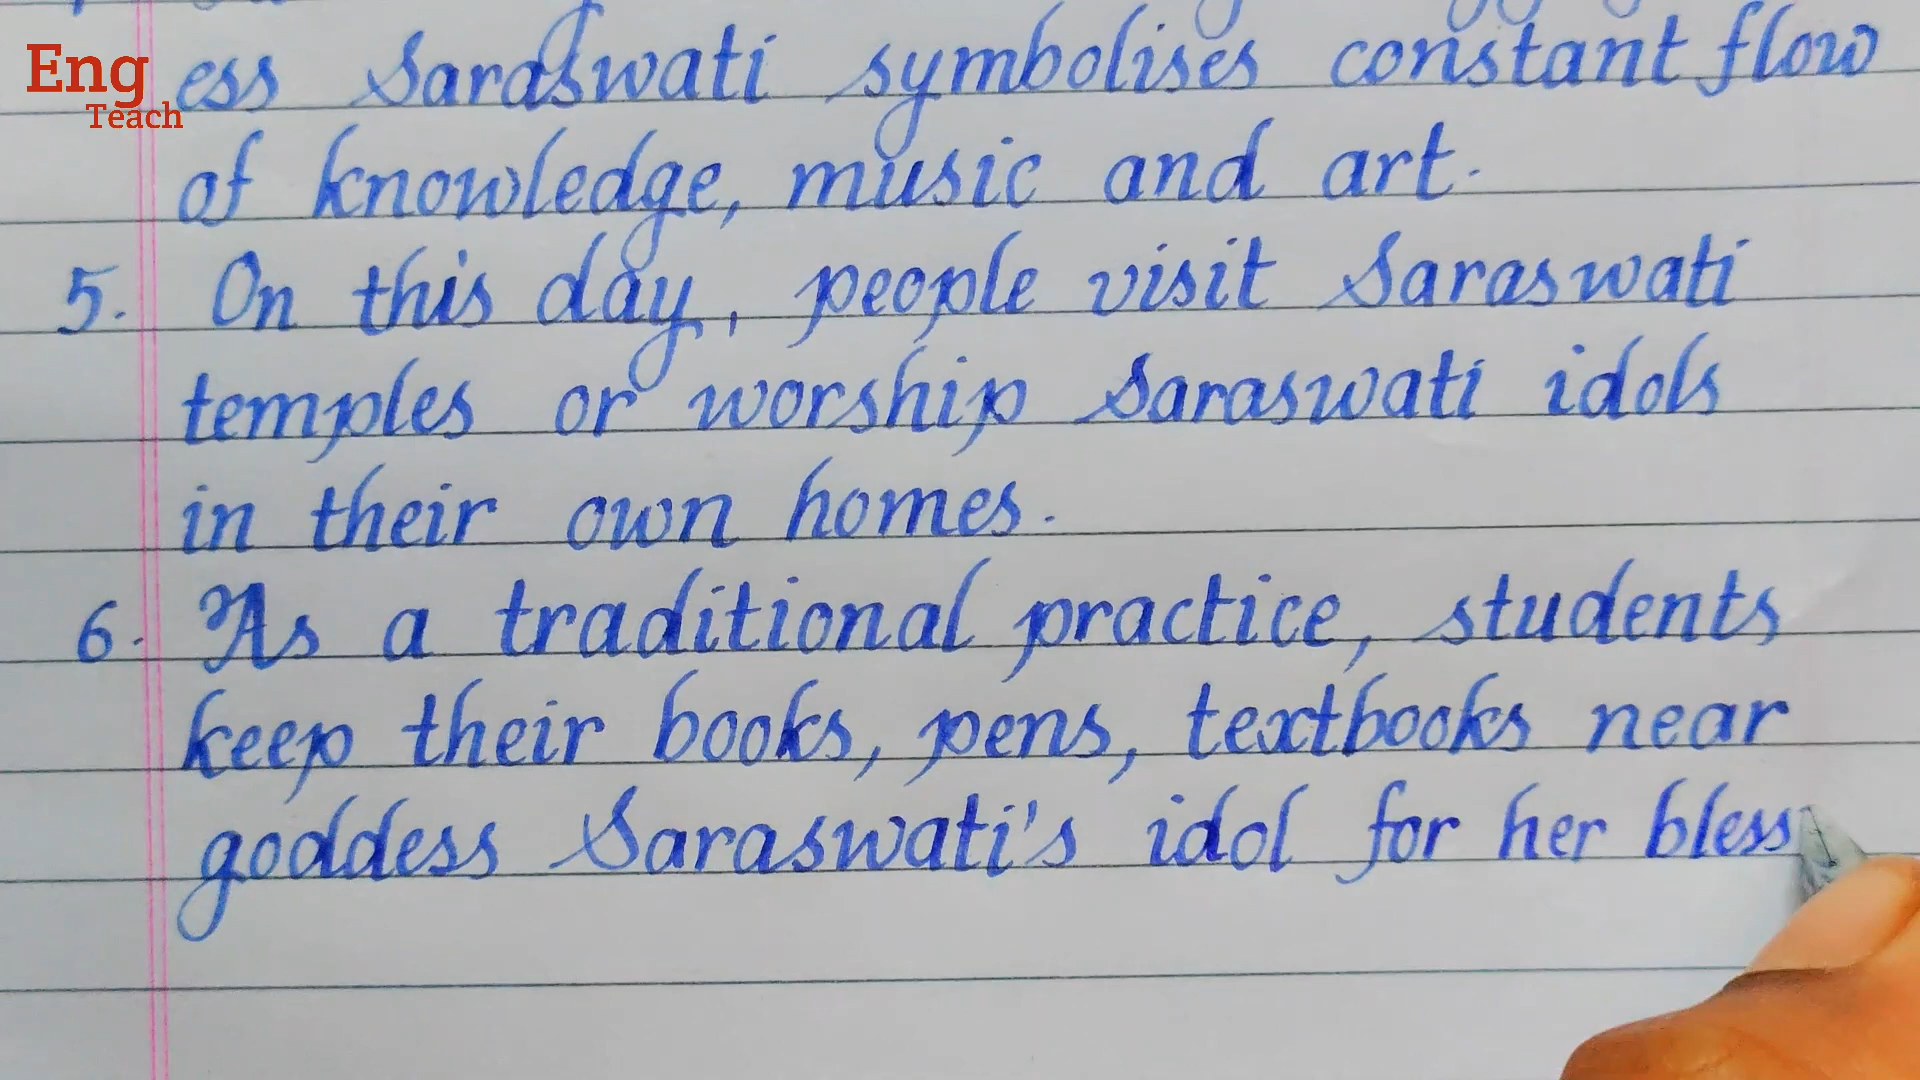 Eng
Teach
ess Saraswati symbolises constant flow
of knowledge, music and art.
5. On this day, people visit Saraswati
temples or worship Saraswati idols
in their own homes.
6. As a traditional practice, students
keep their books, pens, textbooks near
goddess Saraswati's idol for her bless